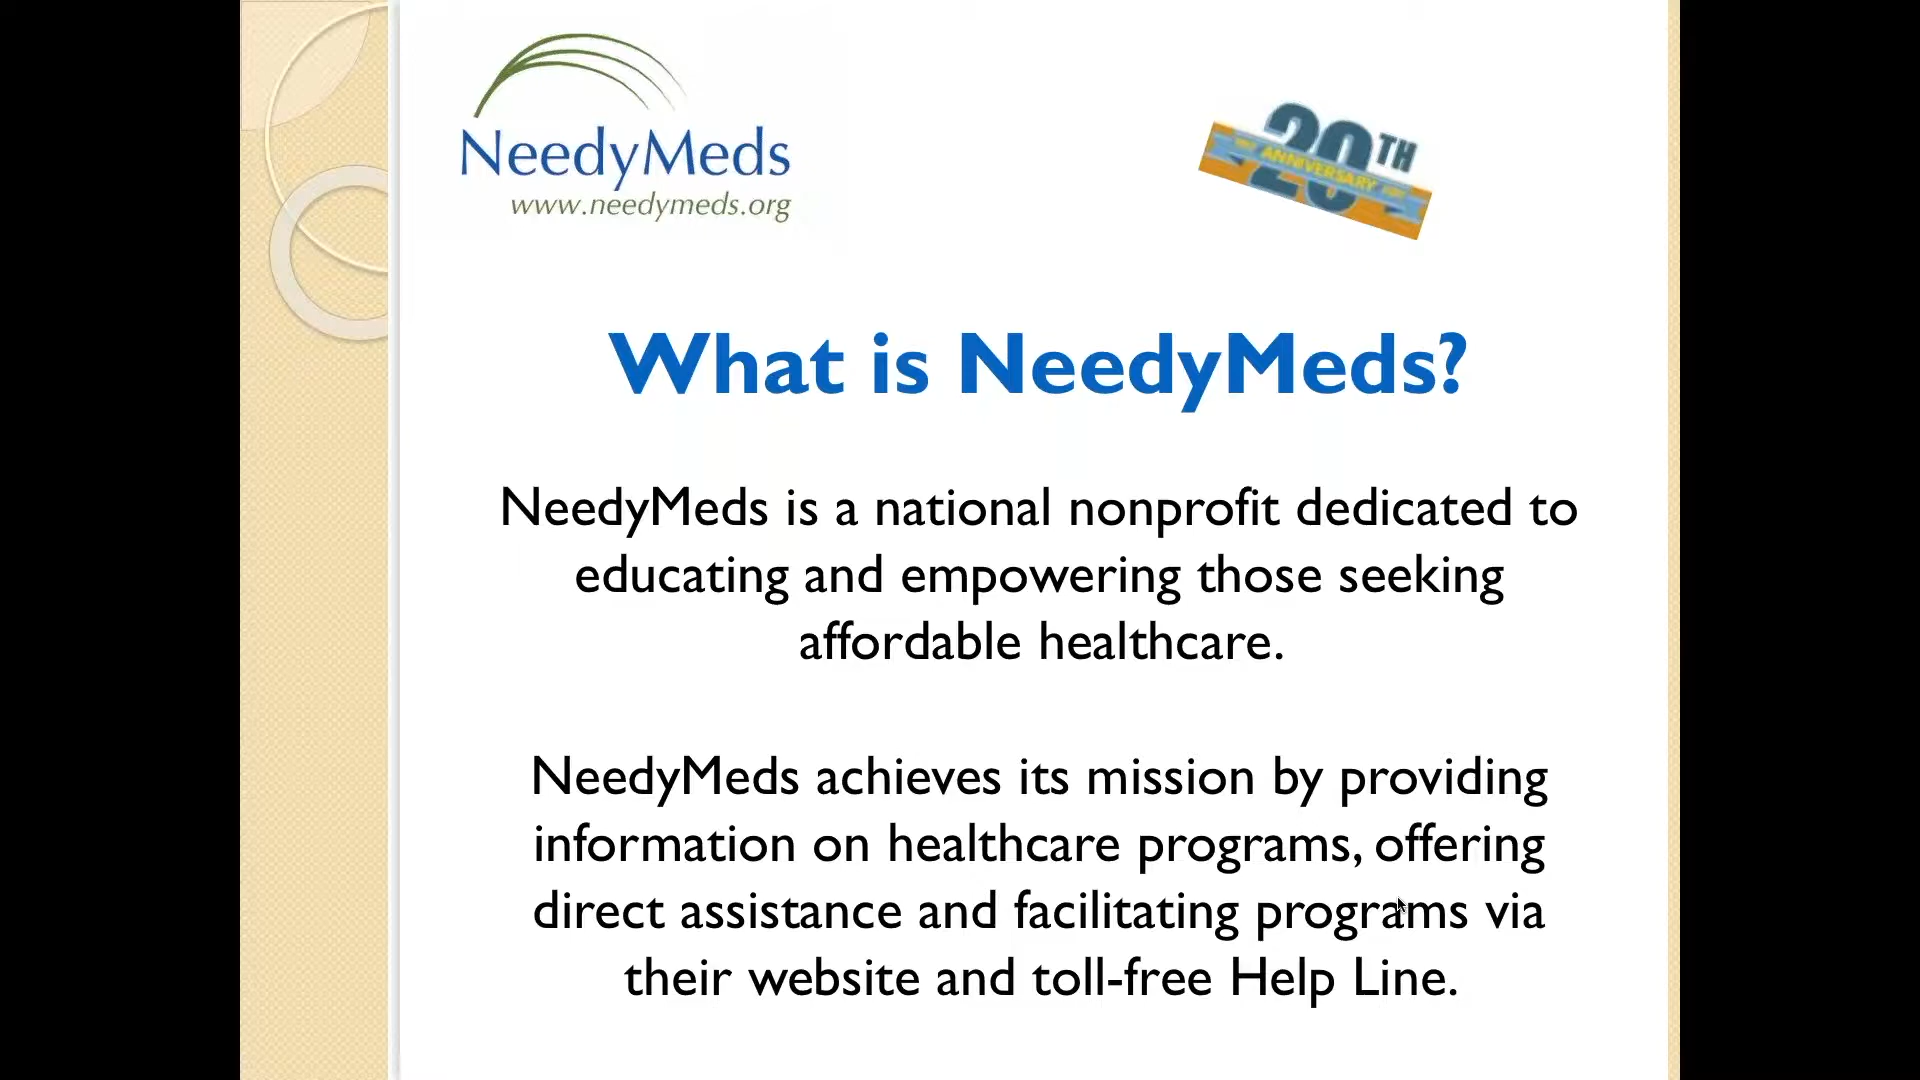 NeedyMeds
www.needymeds.org
20TH
ANNIVERSARY
What is NeedyMeds?
NeedyMeds is a national nonprofit dedicated to
educating and empowering those seeking
affordable healthcare.
NeedyMeds achieves its mission by providing
information on healthcare programs, offering
direct assistance and facilitating programs via
their website and toll-free Help Line.